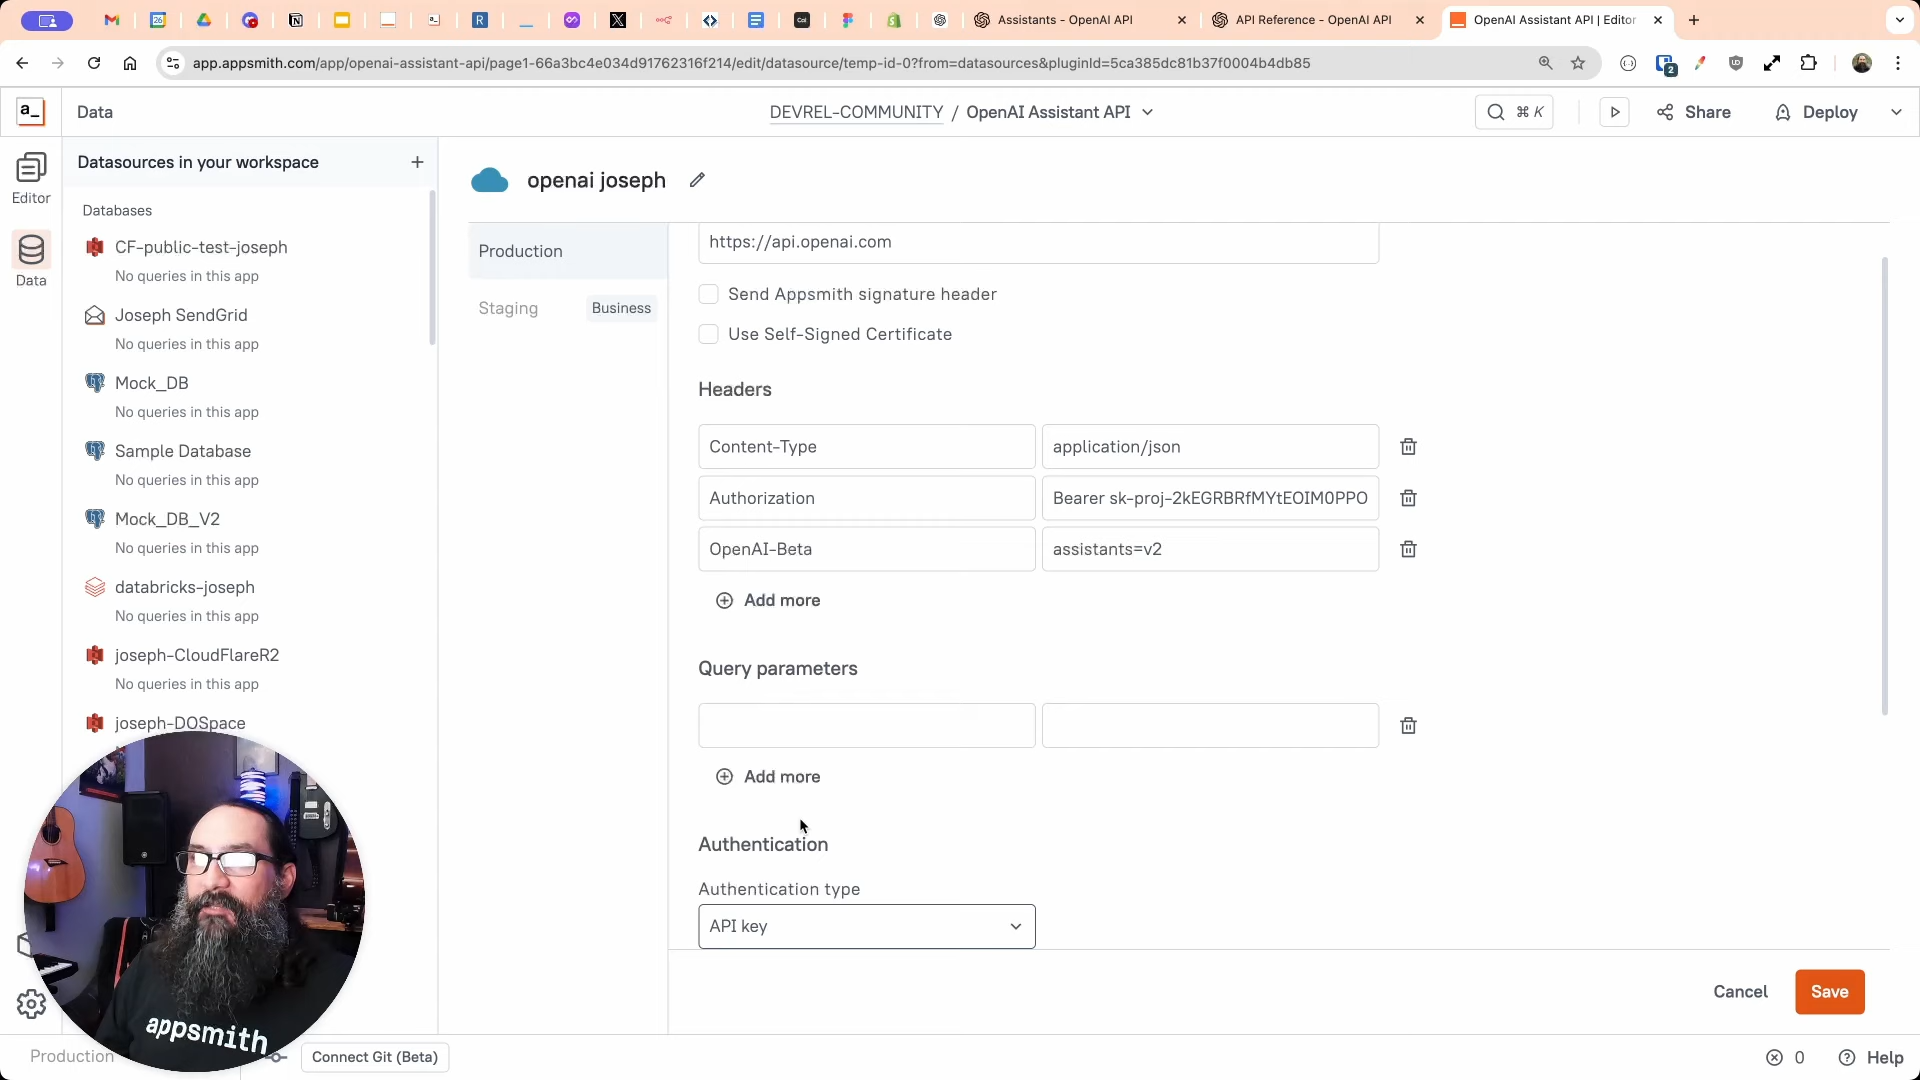 Assistants - OpenAI API
API Reference - OpenAI API
OpenAI Assistant API | Editor
app.appsmith.com/app/openai-assistant-api/page1-66a3bc4e034d91762316f214/edit/datasource/temp-id-0?from=datasources&pluginId=5ca385dc81b37f0004b4db85
2
a_
Data
DEVREL-COMMUNITY / OpenAI Assistant API
⌘ K
Share
Deploy
Editor
Data
Datasources in your workspace
Databases
CF-public-test-joseph
No queries in this app
Joseph SendGrid
No queries in this app
Mock_DB
No queries in this app
Sample Database
No queries in this app
Mock_DB_V2
No queries in this app
databricks-joseph
No queries in this app
joseph-CloudFlareR2
No queries in this app
joseph-DOSpace
openai joseph
Production
Staging
Business
https://api.openai.com
Send Appsmith signature header
Use Self-Signed Certificate
Headers
Content-Type
application/json
Authorization
Bearer sk-proj-2kEGRBRfMYtEOIM0PPO
OpenAI-Beta
assistants=v2
Add more
Query parameters
Add more
Authentication
Authentication type
API key
Cancel
Save
appsmith
Production
Connect Git (Beta)
0
Help